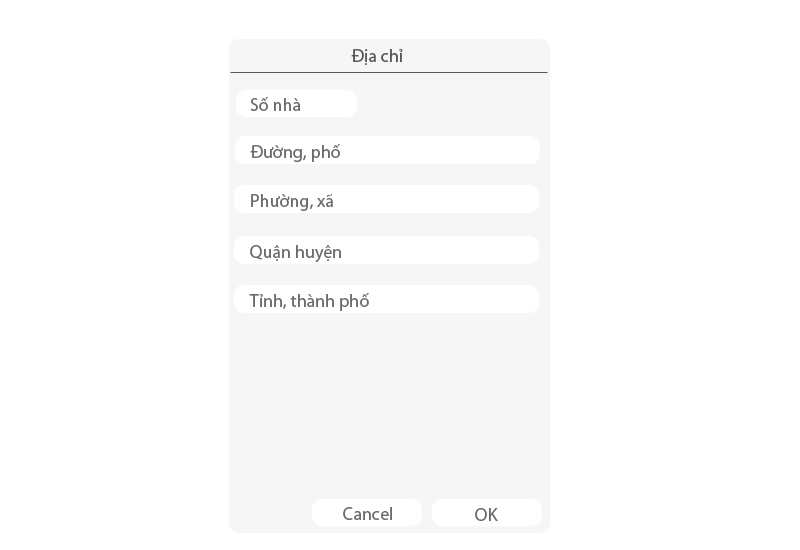 Địa chỉ
Số nhà
Đường, phố
Phường, xã
Quận huyện
Tỉnh, thành phố
Cancel
OK